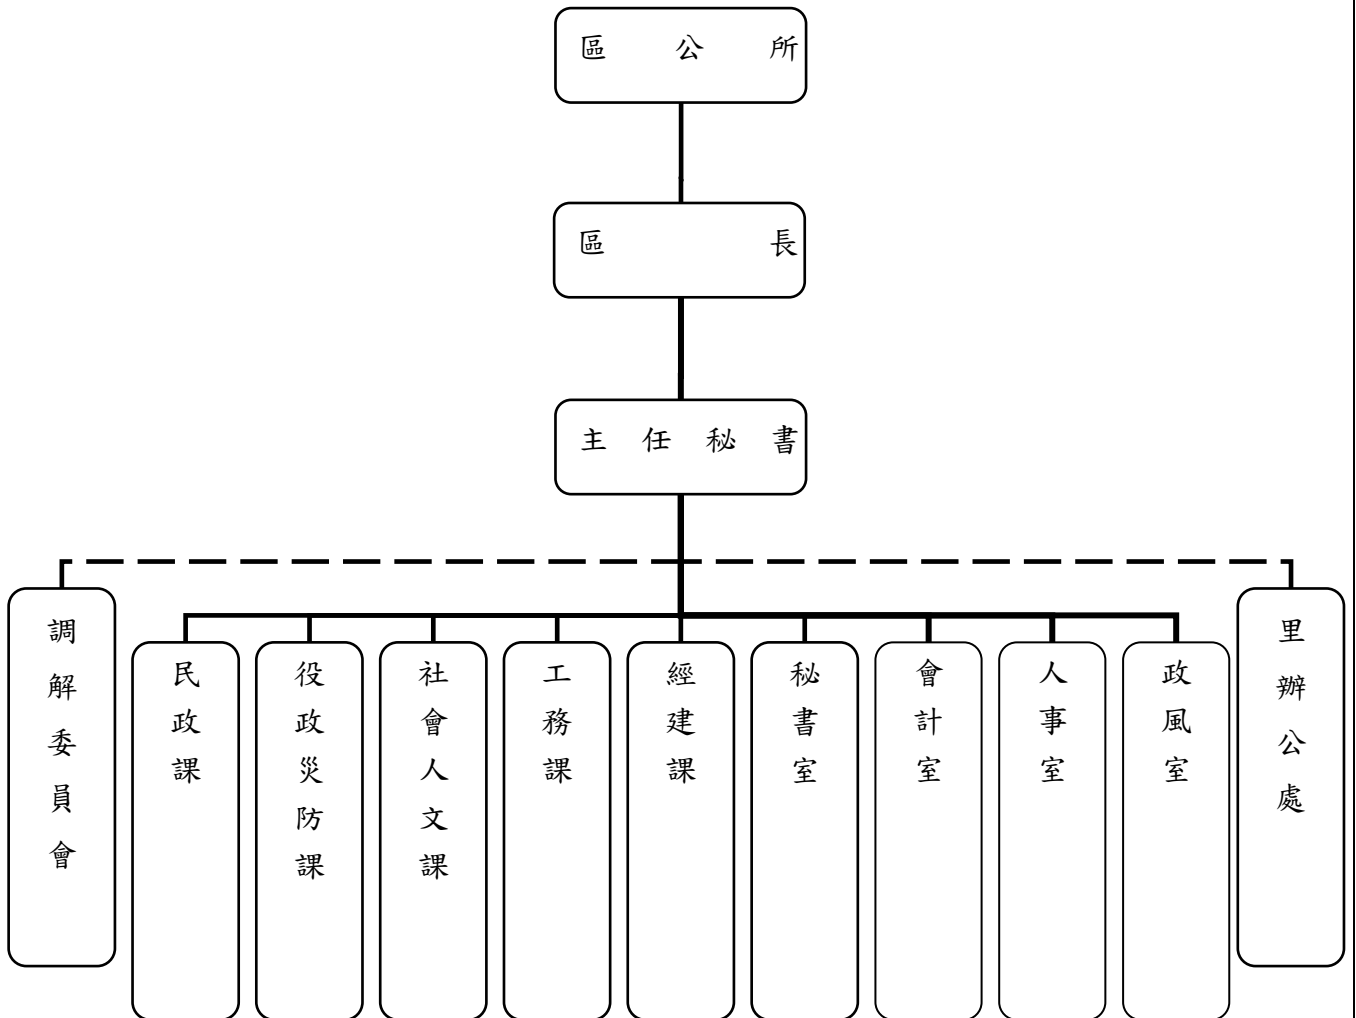 區公所
區長
主任秘書
調解委員會
民政課
役政災防課
社會人文課
工務課
經建課
秘書室
會計室
人事室
政風室
里辦公處